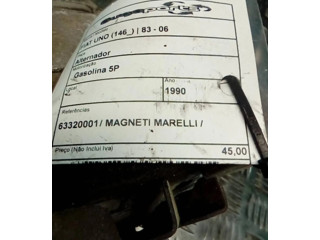 UNO (146_) | 83 - 06
Alternador
Gasolina 5P
Ano
1990
Referências
63320001/ MAGNETI MARELLI /
Preço (Não Inclui Iva)
45,00